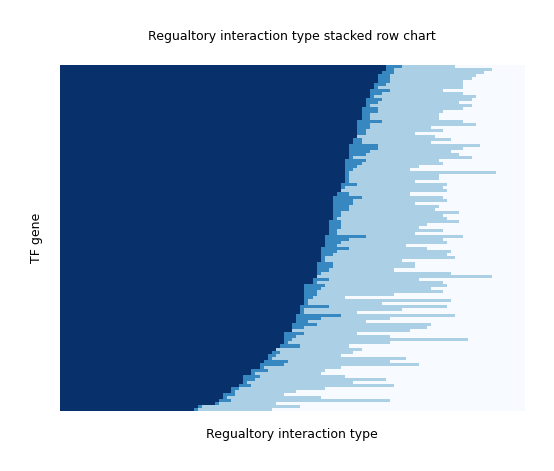 Regualtory interaction type stacked row chart
TF gene
Regualtory interaction type